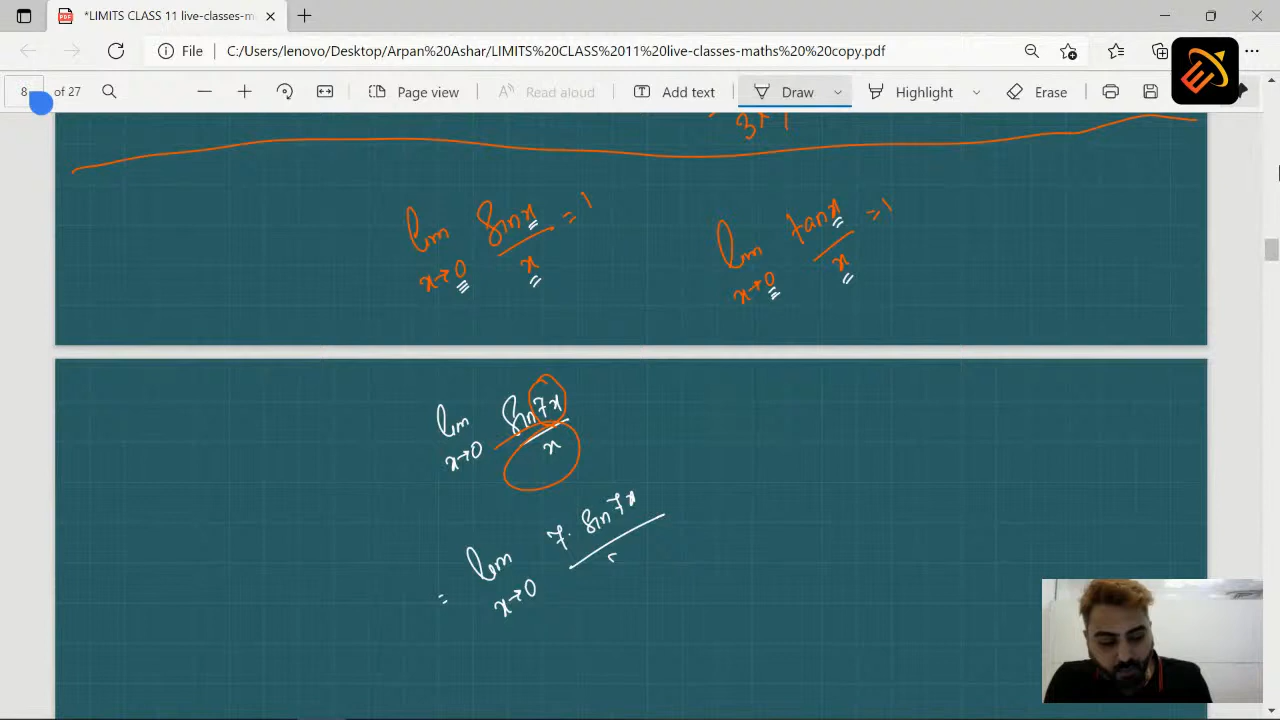 *LIMITS CLASS 11 live-classes-m
File C:/Users/lenovo/Desktop/Arpan%20Ashar/LIMITS%20CLASS%2011%20live-classes-maths%20%20copy.pdf
8 of 27 Page view Read aloud Add text Draw Highlight Erase
3×1
lim sinx = 1 lim tanx = 1
x→0 x x→0 x
lim sin7x
x→0 x
= lim 7. sin7x
x→0